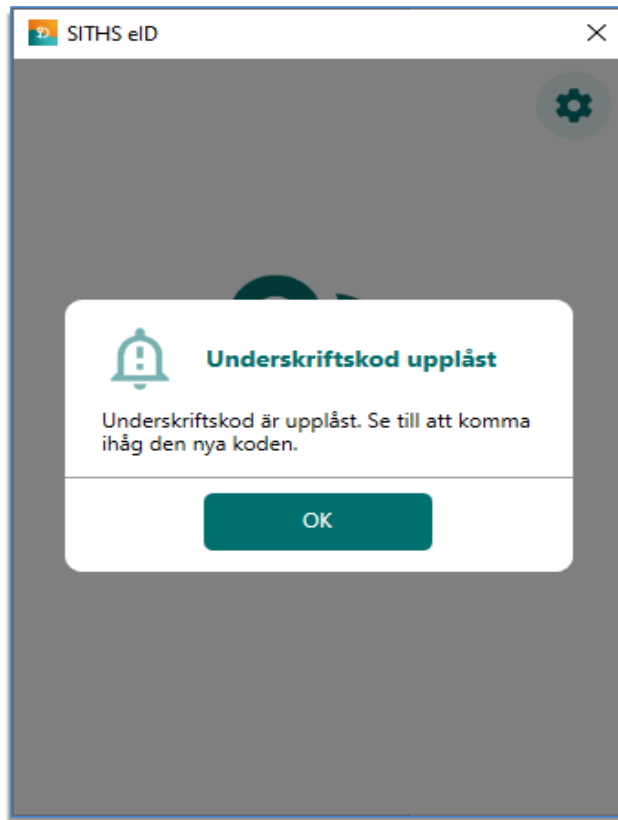 SITHS eID
Underskriftskod upplåst
Underskriftskod är upplåst. Se till att komma
ihåg den nya koden.
OK